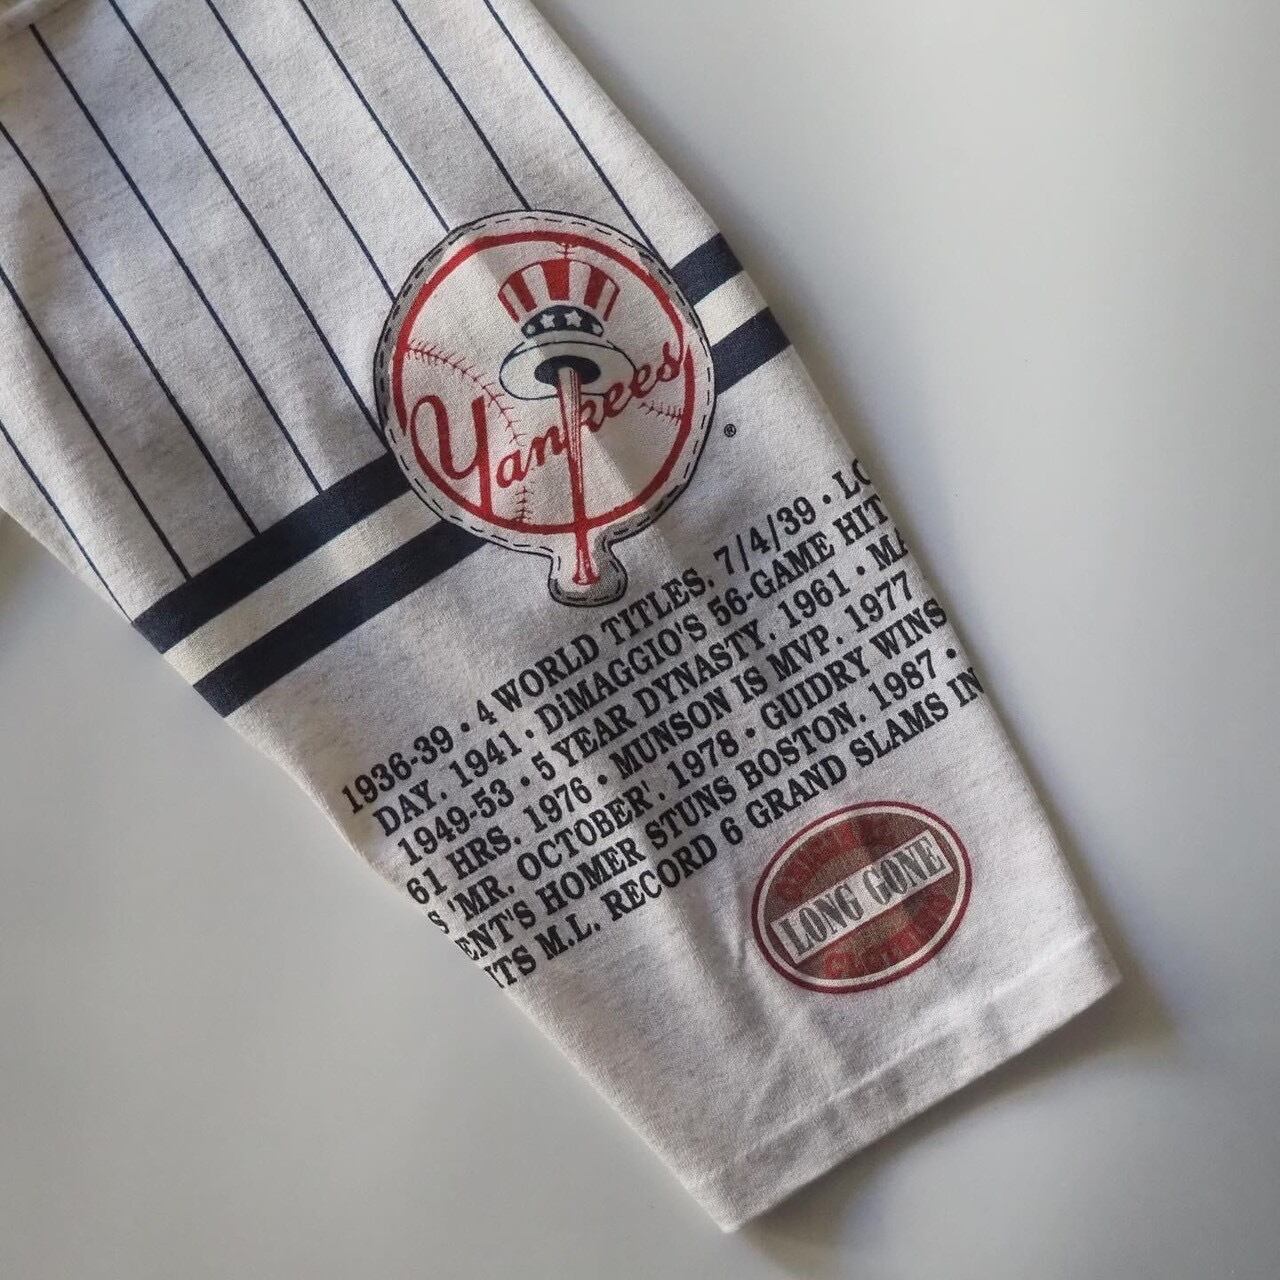 Yankees
®
1936-39 • 4 WORLD TITLES. 7/4/39 • LO
DAY. 1941 • DiMAGGIO'S 56-GAME HIT
1949-53 • 5 YEAR DYNASTY. 1961 • MA
61 HRS. 1976 • MUNSON IS MVP. 1977
S 'MR. OCTOBER'. 1978 • GUIDRY WINS
ENT'S HOMER STUNS BOSTON. 1987 •
ITS M.L. RECORD 6 GRAND SLAMS IN
LONG GONE